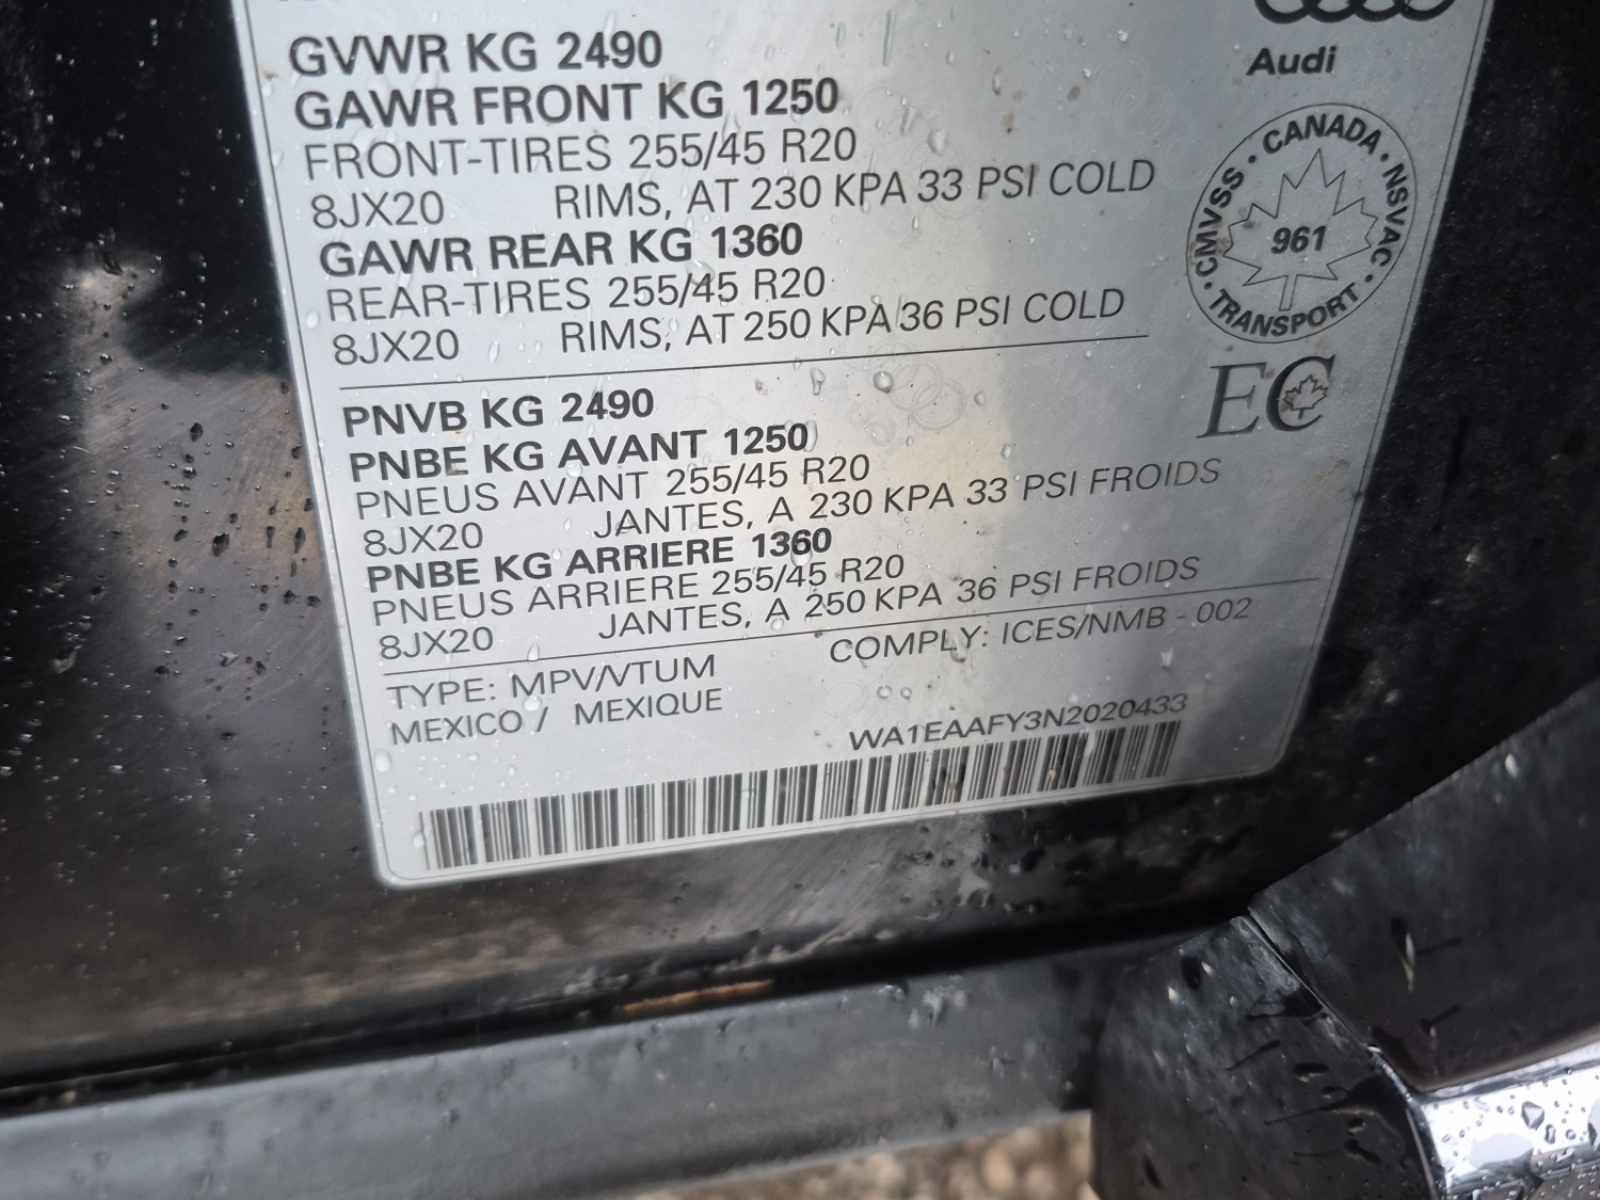 GVWR KG 2490
GAWR FRONT KG 1250
FRONT-TIRES 255/45 R20
8JX20 RIMS, AT 230 KPA 33 PSI COLD
GAWR REAR KG 1360
REAR-TIRES 255/45 R20
8JX20 RIMS, AT 250 KPA 36 PSI COLD
Audi
CANADA · NSVAC · TRANSPORT · CMVSS ·
961
EC
PNVB KG 2490
PNBE KG AVANT 1250
PNEUS AVANT 255/45 R20
8JX20 JANTES, A 230 KPA 33 PSI FROIDS
PNBE KG ARRIERE 1360
PNEUS ARRIERE 255/45 R20
8JX20 JANTES, A 250 KPA 36 PSI FROIDS
TYPE: MPV/VTUM COMPLY: ICES/NMB - 002
MEXICO / MEXIQUE
WA1EAAFY3N2020433